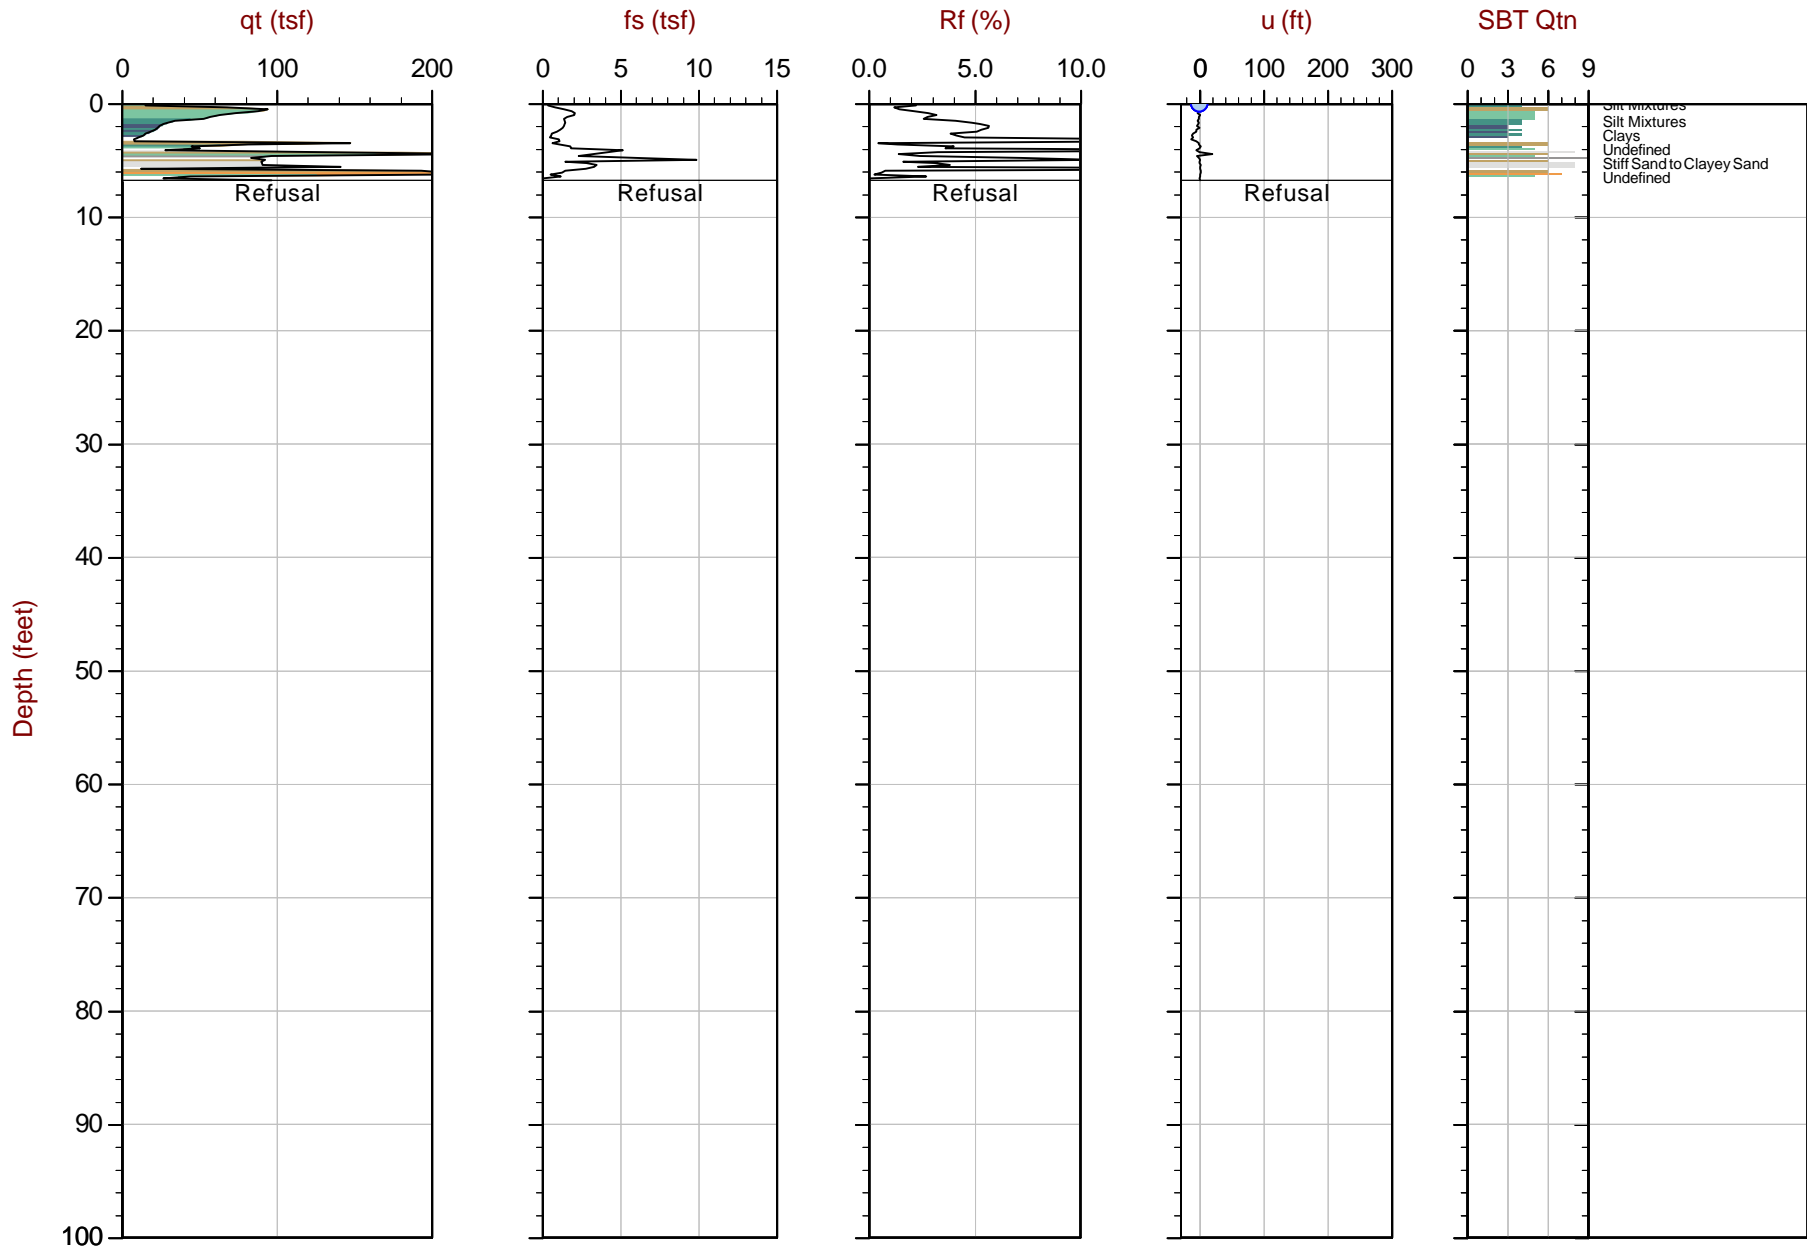 qt (tsf) fs (tsf) Rf (%) u (ft) SBT Qtn
0 100 200 0 5 10 15 0.0 5.0 10.0 0 100 200 300 0 3 6 9
0
Silt Mixtures
Silt Mixtures
Clays
Undefined
Stiff Sand to Clayey Sand
Undefined
Refusal Refusal Refusal Refusal
10
20
30
40
50
60
70
80
90
100
Depth (feet)